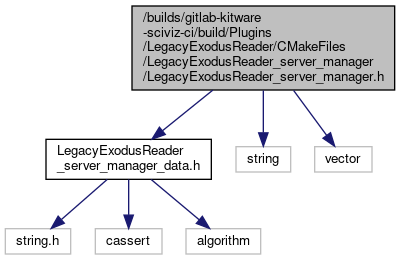 /builds/gitlab-kitware
-sciviz-ci/build/Plugins
/LegacyExodusReader/CMakeFiles
/LegacyExodusReader_server_manager
/LegacyExodusReader_server_manager.h
LegacyExodusReader
_server_manager_data.h
string
vector
string.h
cassert
algorithm